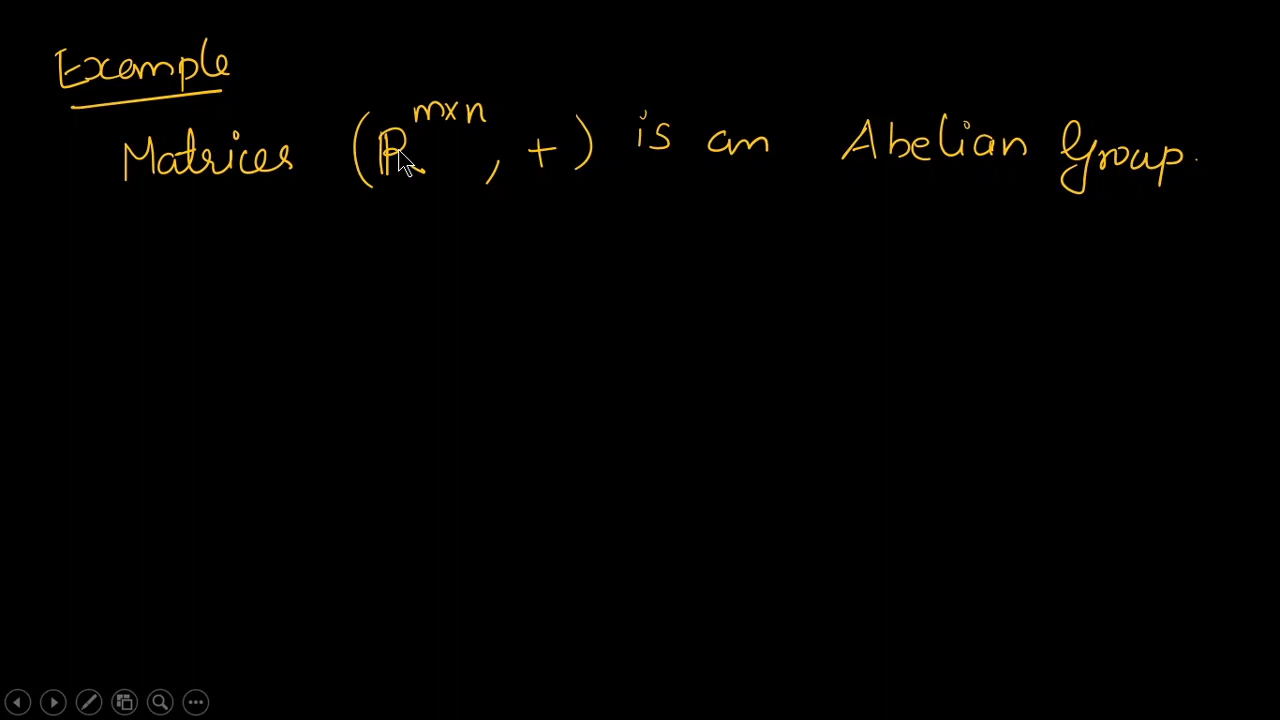 Example
Matrices (ℝ^{m×n}, +) is an Abelian Group.